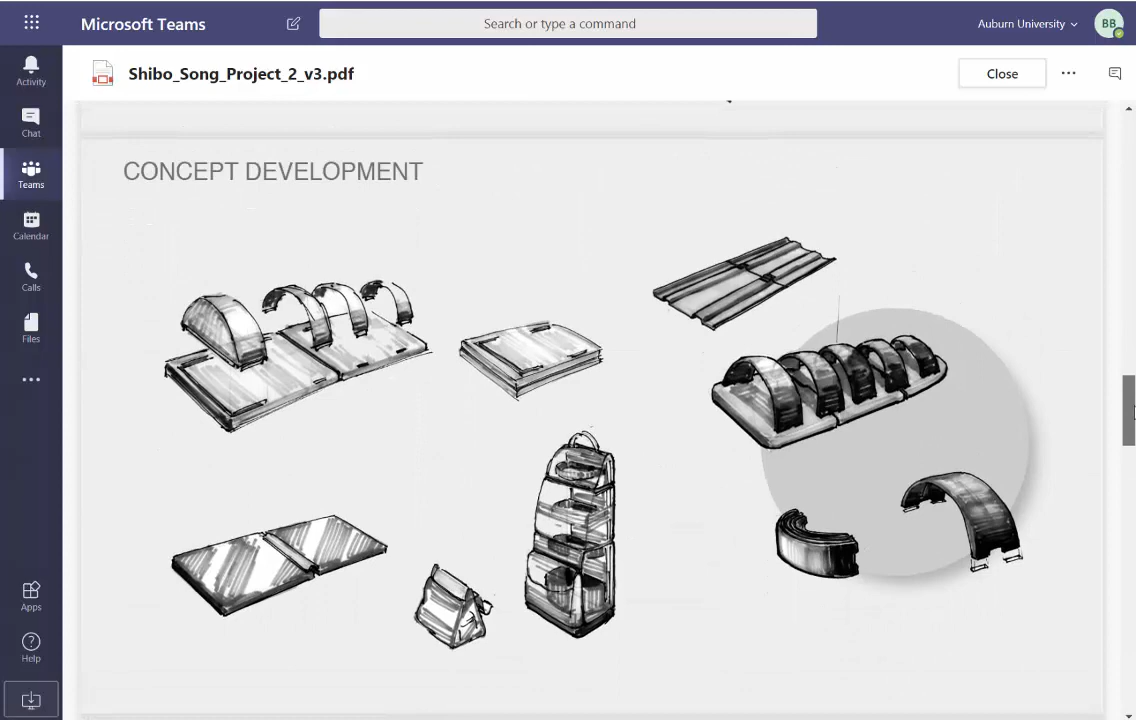 Microsoft Teams
Search or type a command
Auburn University
BB
Activity
Chat
Teams
Calendar
Calls
Files
Apps
Help
Shibo_Song_Project_2_v3.pdf
Close
CONCEPT DEVELOPMENT